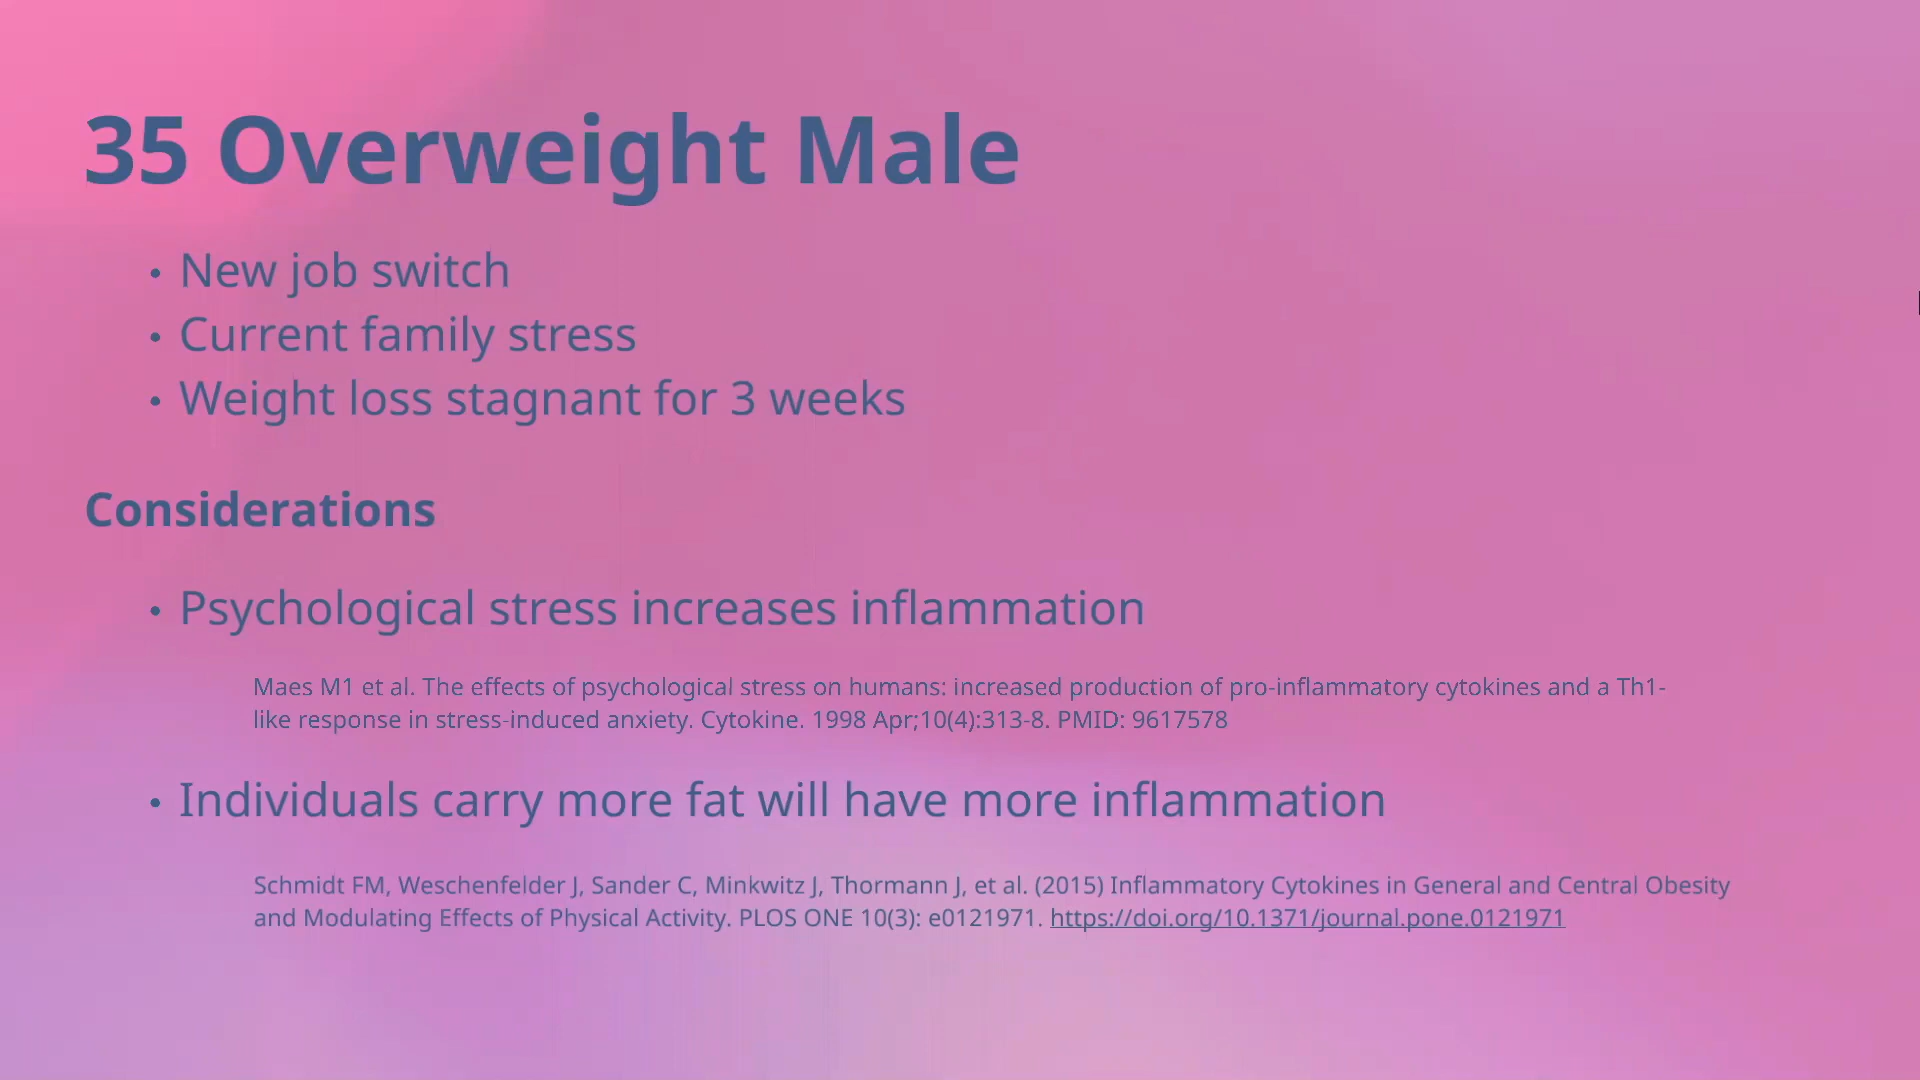 35 Overweight Male
• New job switch
• Current family stress
• Weight loss stagnant for 3 weeks
Considerations
• Psychological stress increases inflammation
Maes M1 et al. The effects of psychological stress on humans: increased production of pro-inflammatory cytokines and a Th1-
like response in stress-induced anxiety. Cytokine. 1998 Apr;10(4):313-8. PMID: 9617578
• Individuals carry more fat will have more inflammation
Schmidt FM, Weschenfelder J, Sander C, Minkwitz J, Thormann J, et al. (2015) Inflammatory Cytokines in General and Central Obesity
and Modulating Effects of Physical Activity. PLOS ONE 10(3): e0121971. https://doi.org/10.1371/journal.pone.0121971